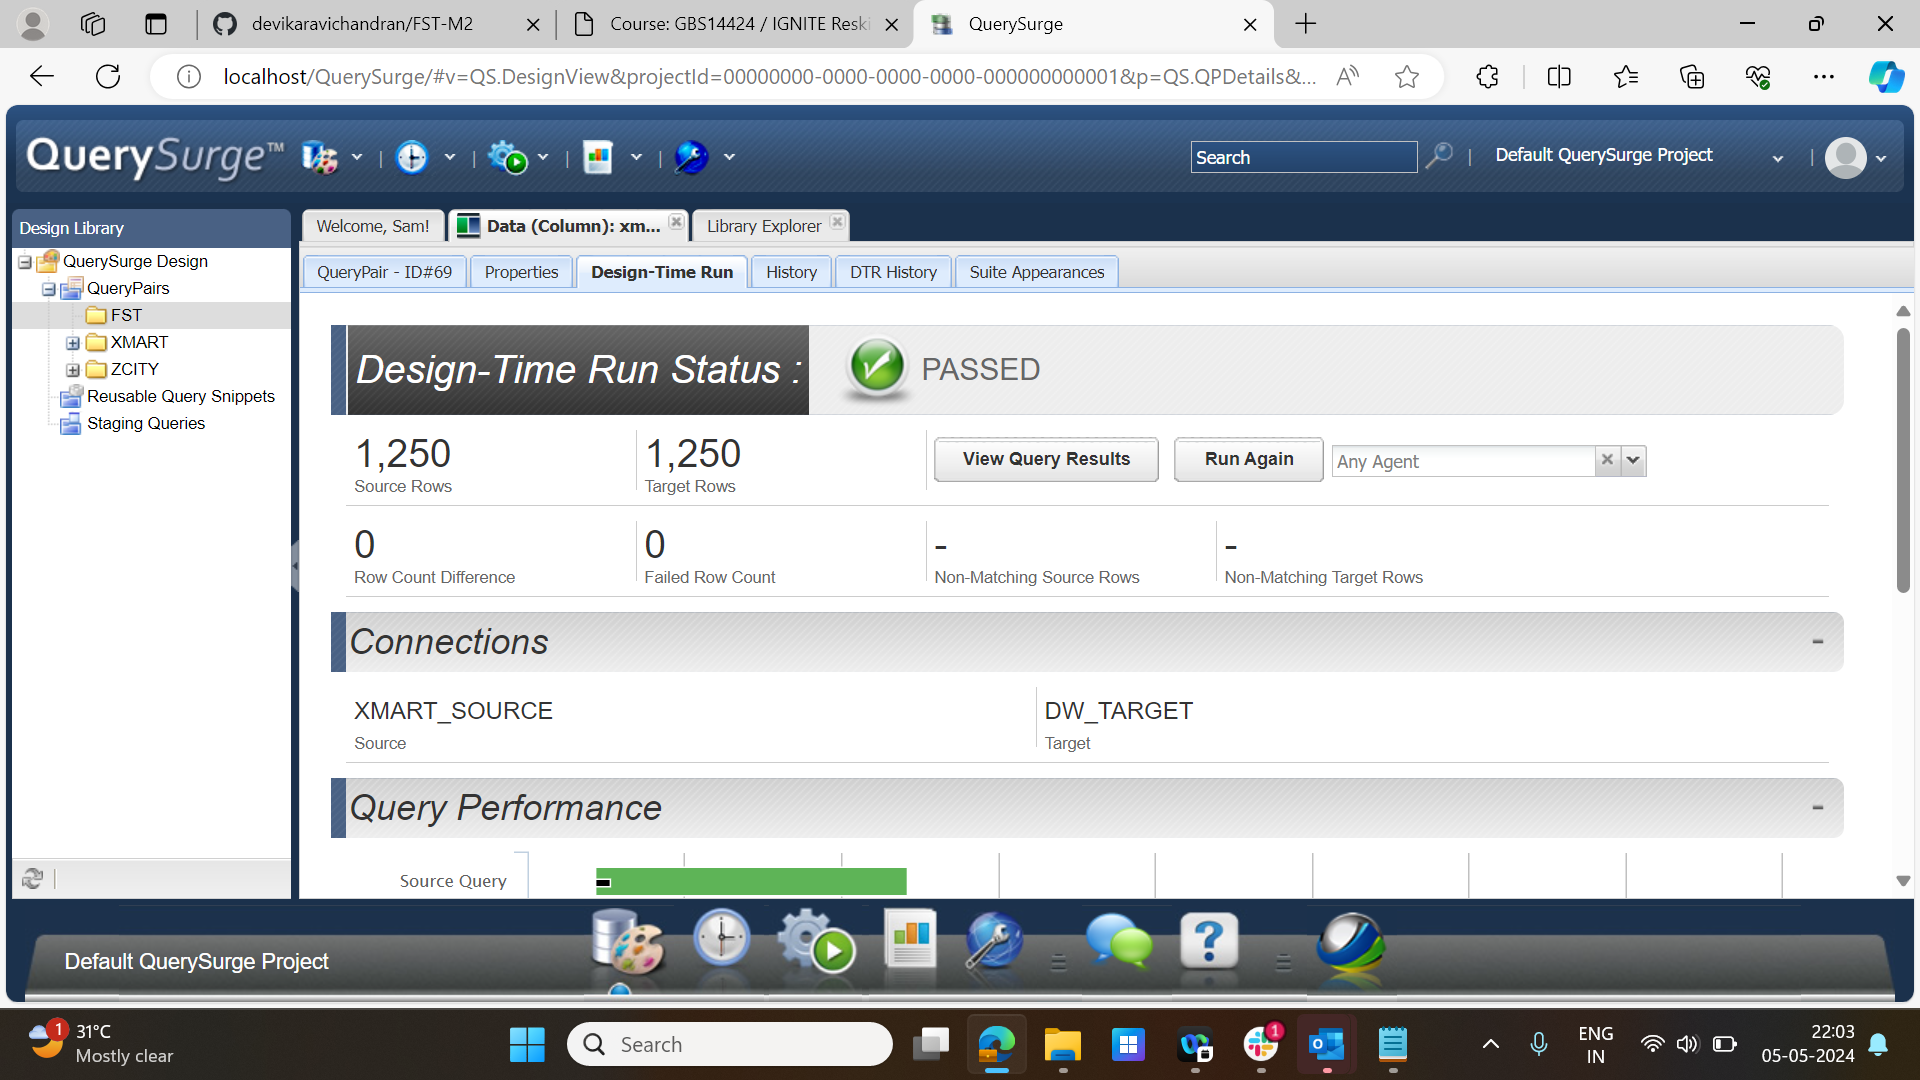 devikaravichandran/FST-M2
Course: GBS14424 / IGNITE Reski
QuerySurge
localhost/QuerySurge/#v=QS.DesignView&projectId=00000000-0000-0000-0000-000000000001&p=QS.QPDetails&...
QuerySurge™
Search
Default QuerySurge Project
Design Library
Welcome, Sam!
Data (Column): xm...
Library Explorer
QuerySurge Design
QueryPairs
FST
XMART
ZCITY
Reusable Query Snippets
Staging Queries
QueryPair - ID#69
Properties
Design-Time Run
History
DTR History
Suite Appearances
Design-Time Run Status :
PASSED
1,250
Source Rows
1,250
Target Rows
View Query Results
Run Again
Any Agent
0
Row Count Difference
0
Failed Row Count
-
Non-Matching Source Rows
-
Non-Matching Target Rows
Connections
-
XMART_SOURCE
Source
DW_TARGET
Target
Query Performance
-
Source Query
Default QuerySurge Project
1
31°C
Mostly clear
Search
1
ENG
IN
22:03
05-05-2024